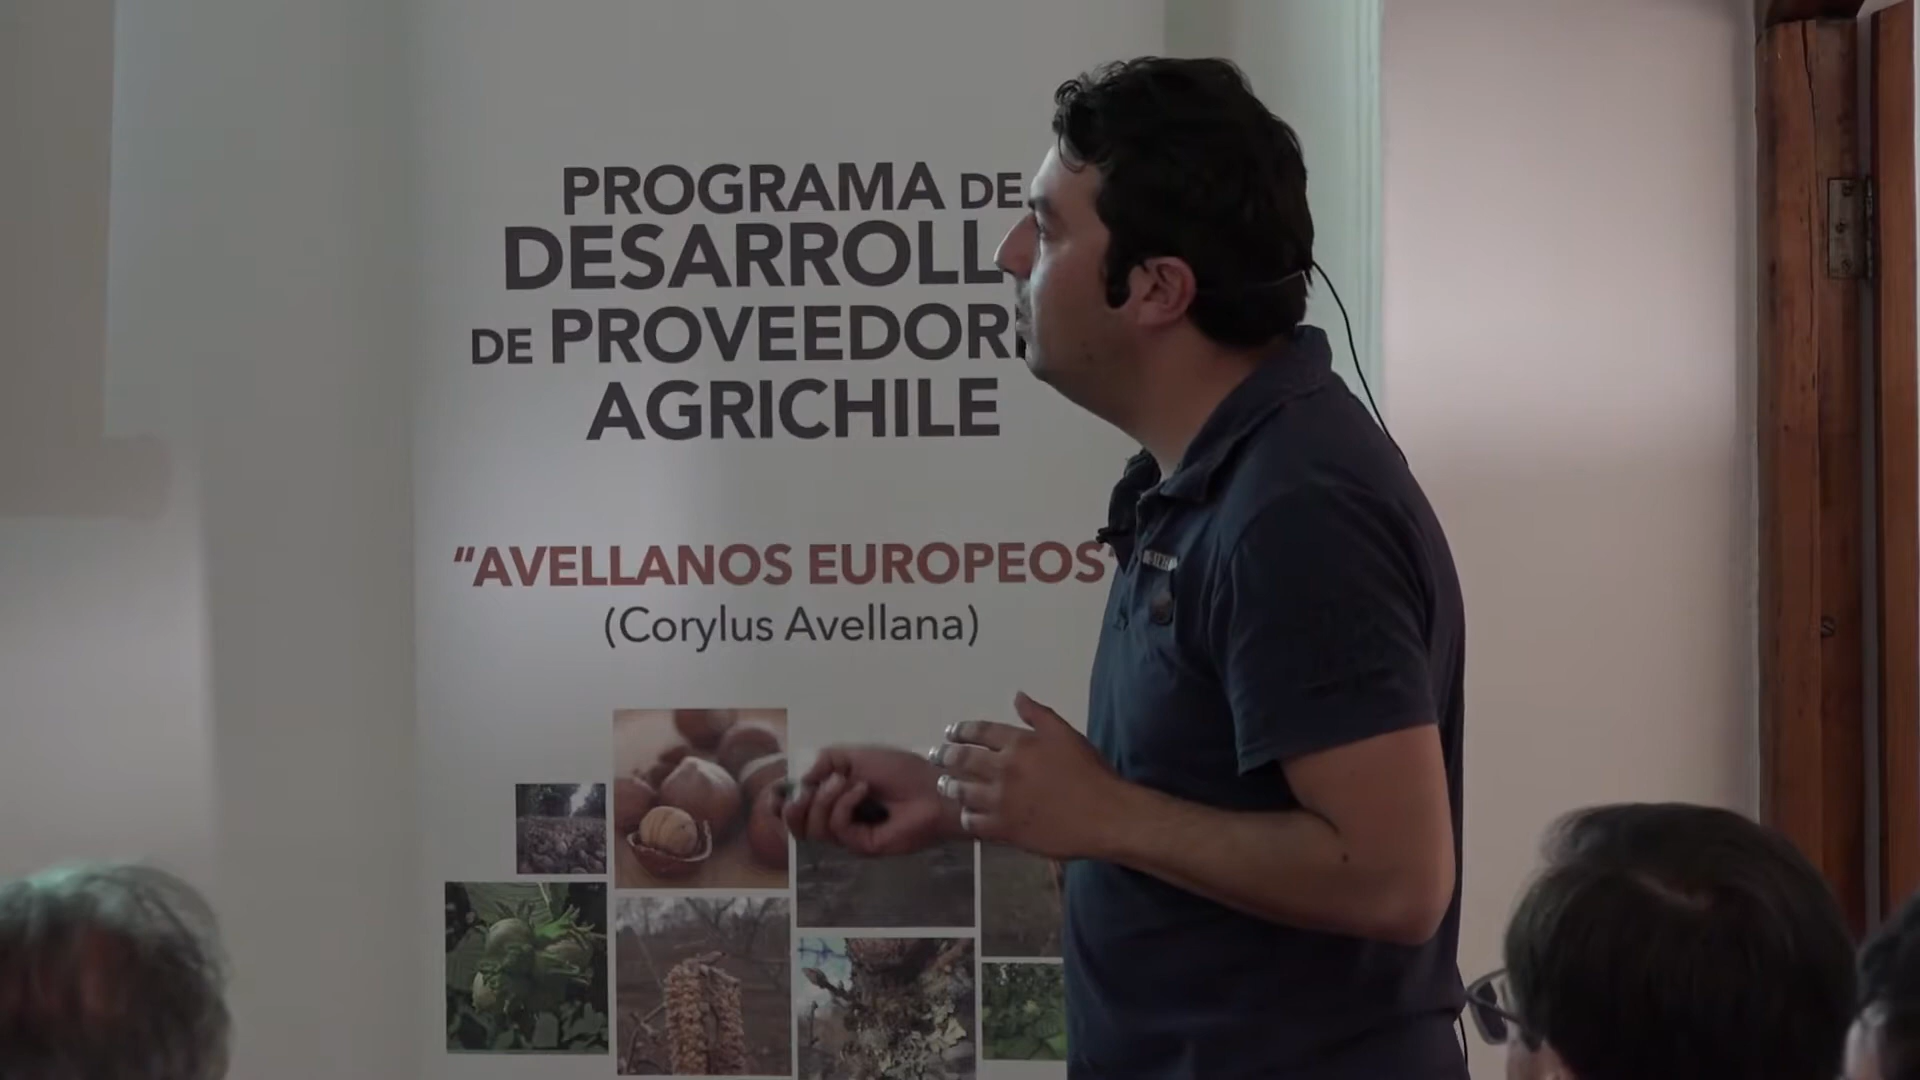 PROGRAMA DE
DESARROLL
DE PROVEEDOR
AGRICHILE
“AVELLANOS EUROPEOS”
(Corylus Avellana)